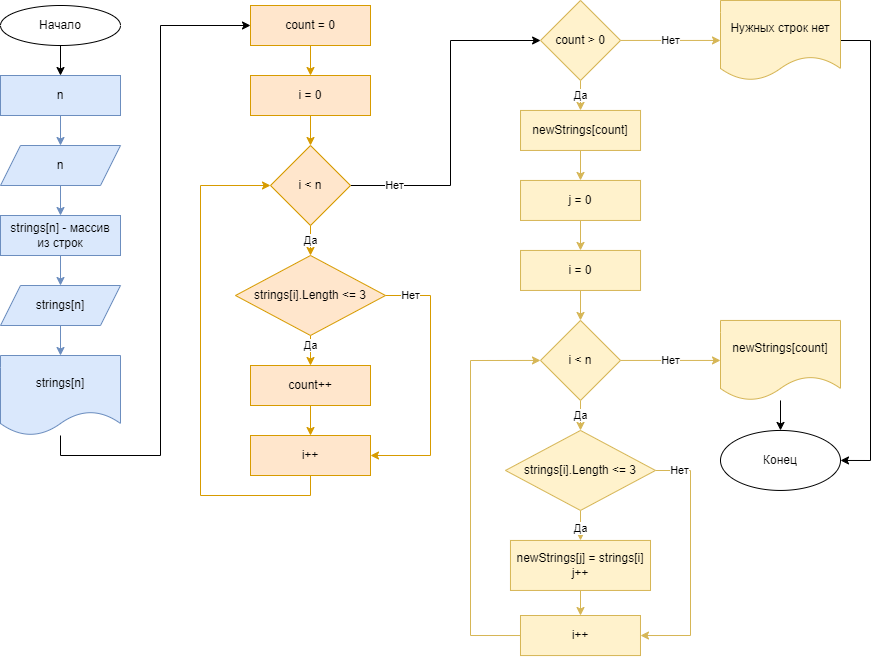 Начало
n
n
strings[n] - массив
из строк
strings[n]
strings[n]
count = 0
i = 0
i < n
Нет
Да
strings[i].Length <= 3
Нет
Да
count++
i++
count > 0
Нет
Нужных строк нет
Да
newStrings[count]
j = 0
i = 0
i < n
Нет
newStrings[count]
Да
Конец
strings[i].Length <= 3
Нет
Да
newStrings[j] = strings[i]
j++
i++